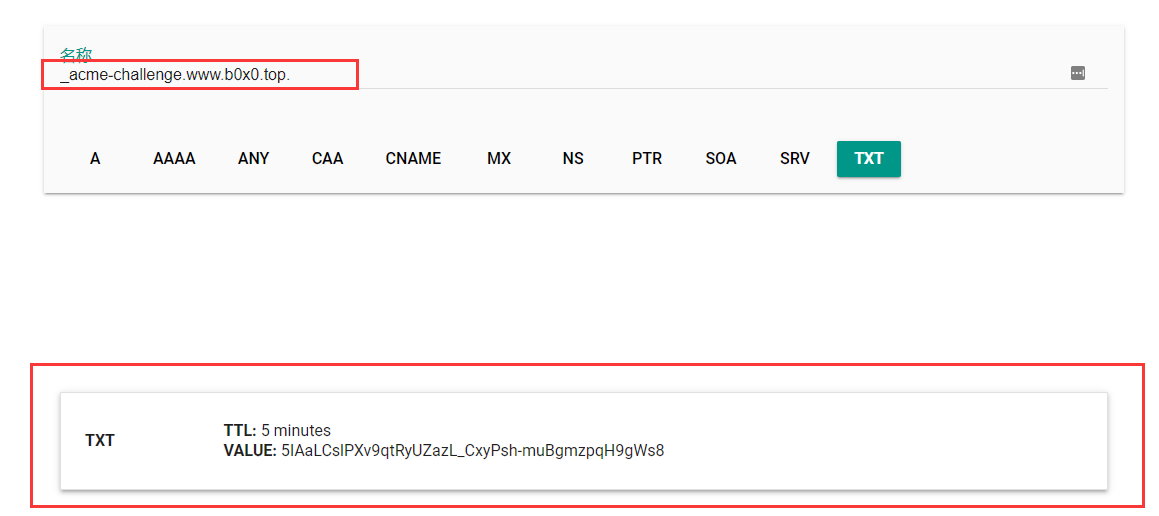 名称
_acme-challenge.www.b0x0.top.
A AAAA ANY CAA CNAME MX NS PTR SOA SRV TXT
TXT
TTL: 5 minutes
VALUE: 5IAaLCsIPXv9qtRyUZazL_CxyPsh-muBgmzpqH9gWs8